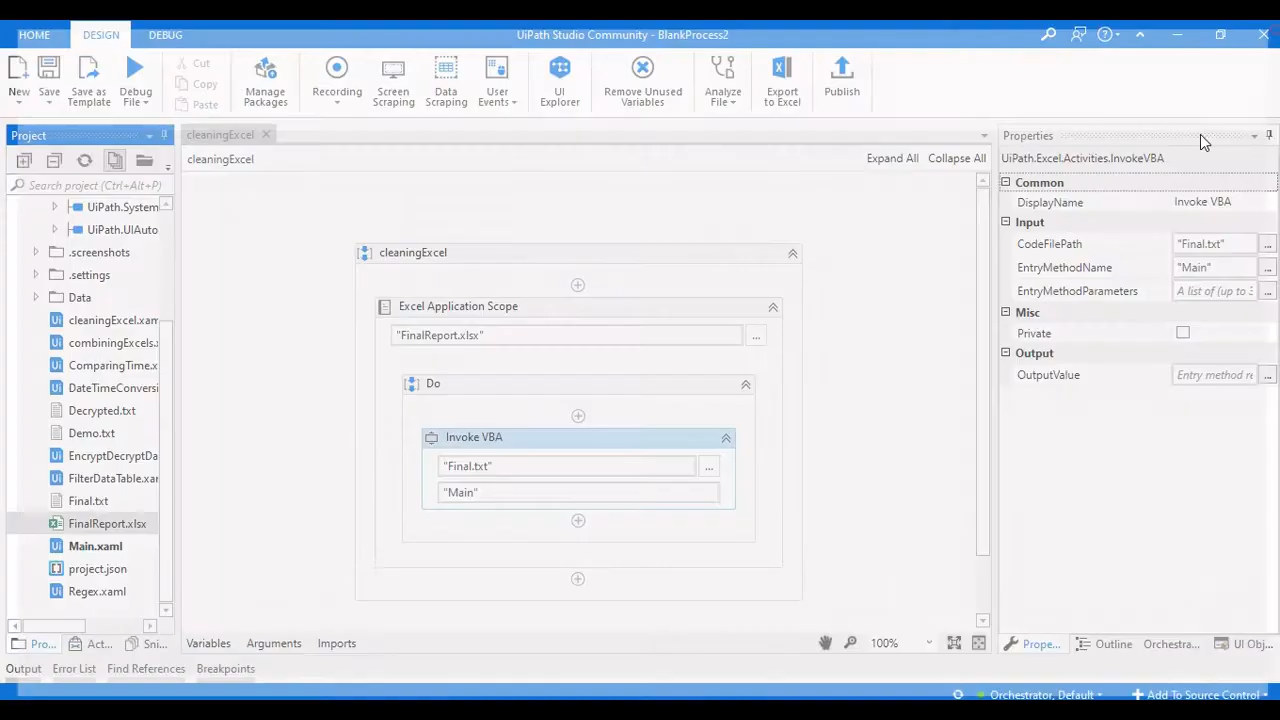 HOME DESIGN DEBUG UiPath Studio Community - BlankProcess2
New Save Save as Template Debug File Cut Copy Paste Manage Packages Recording Screen Scraping Data Scraping User Events UI Explorer Remove Unused Variables Analyze File Export to Excel Publish
Project
Search project (Ctrl+Alt+P)
UiPath.System
UiPath.UIAuto
.screenshots
.settings
Data
cleaningExcel.xam
combiningExcels.
ComparingTime.x
DateTimeConversi
Decrypted.txt
Demo.txt
EncryptDecryptDa
FilterDataTable.xar
Final.txt
FinalReport.xlsx
Main.xaml
project.json
Regex.xaml
Pro... Act... Sni...
cleaningExcel
cleaningExcel Expand All Collapse All
cleaningExcel
Excel Application Scope
"FinalReport.xlsx" ...
Do
Invoke VBA
"Final.txt" ...
"Main"
Variables Arguments Imports 100%
Properties
UiPath.Excel.Activities.InvokeVBA
Common
DisplayName Invoke VBA
Input
CodeFilePath "Final.txt" ...
EntryMethodName "Main" ...
EntryMethodParameters A list of (up to 3 ...
Misc
Private
Output
OutputValue Entry method re ...
Prope... Outline Orchestra... UI Obj...
Output Error List Find References Breakpoints
Orchestrator, Default Add To Source Control